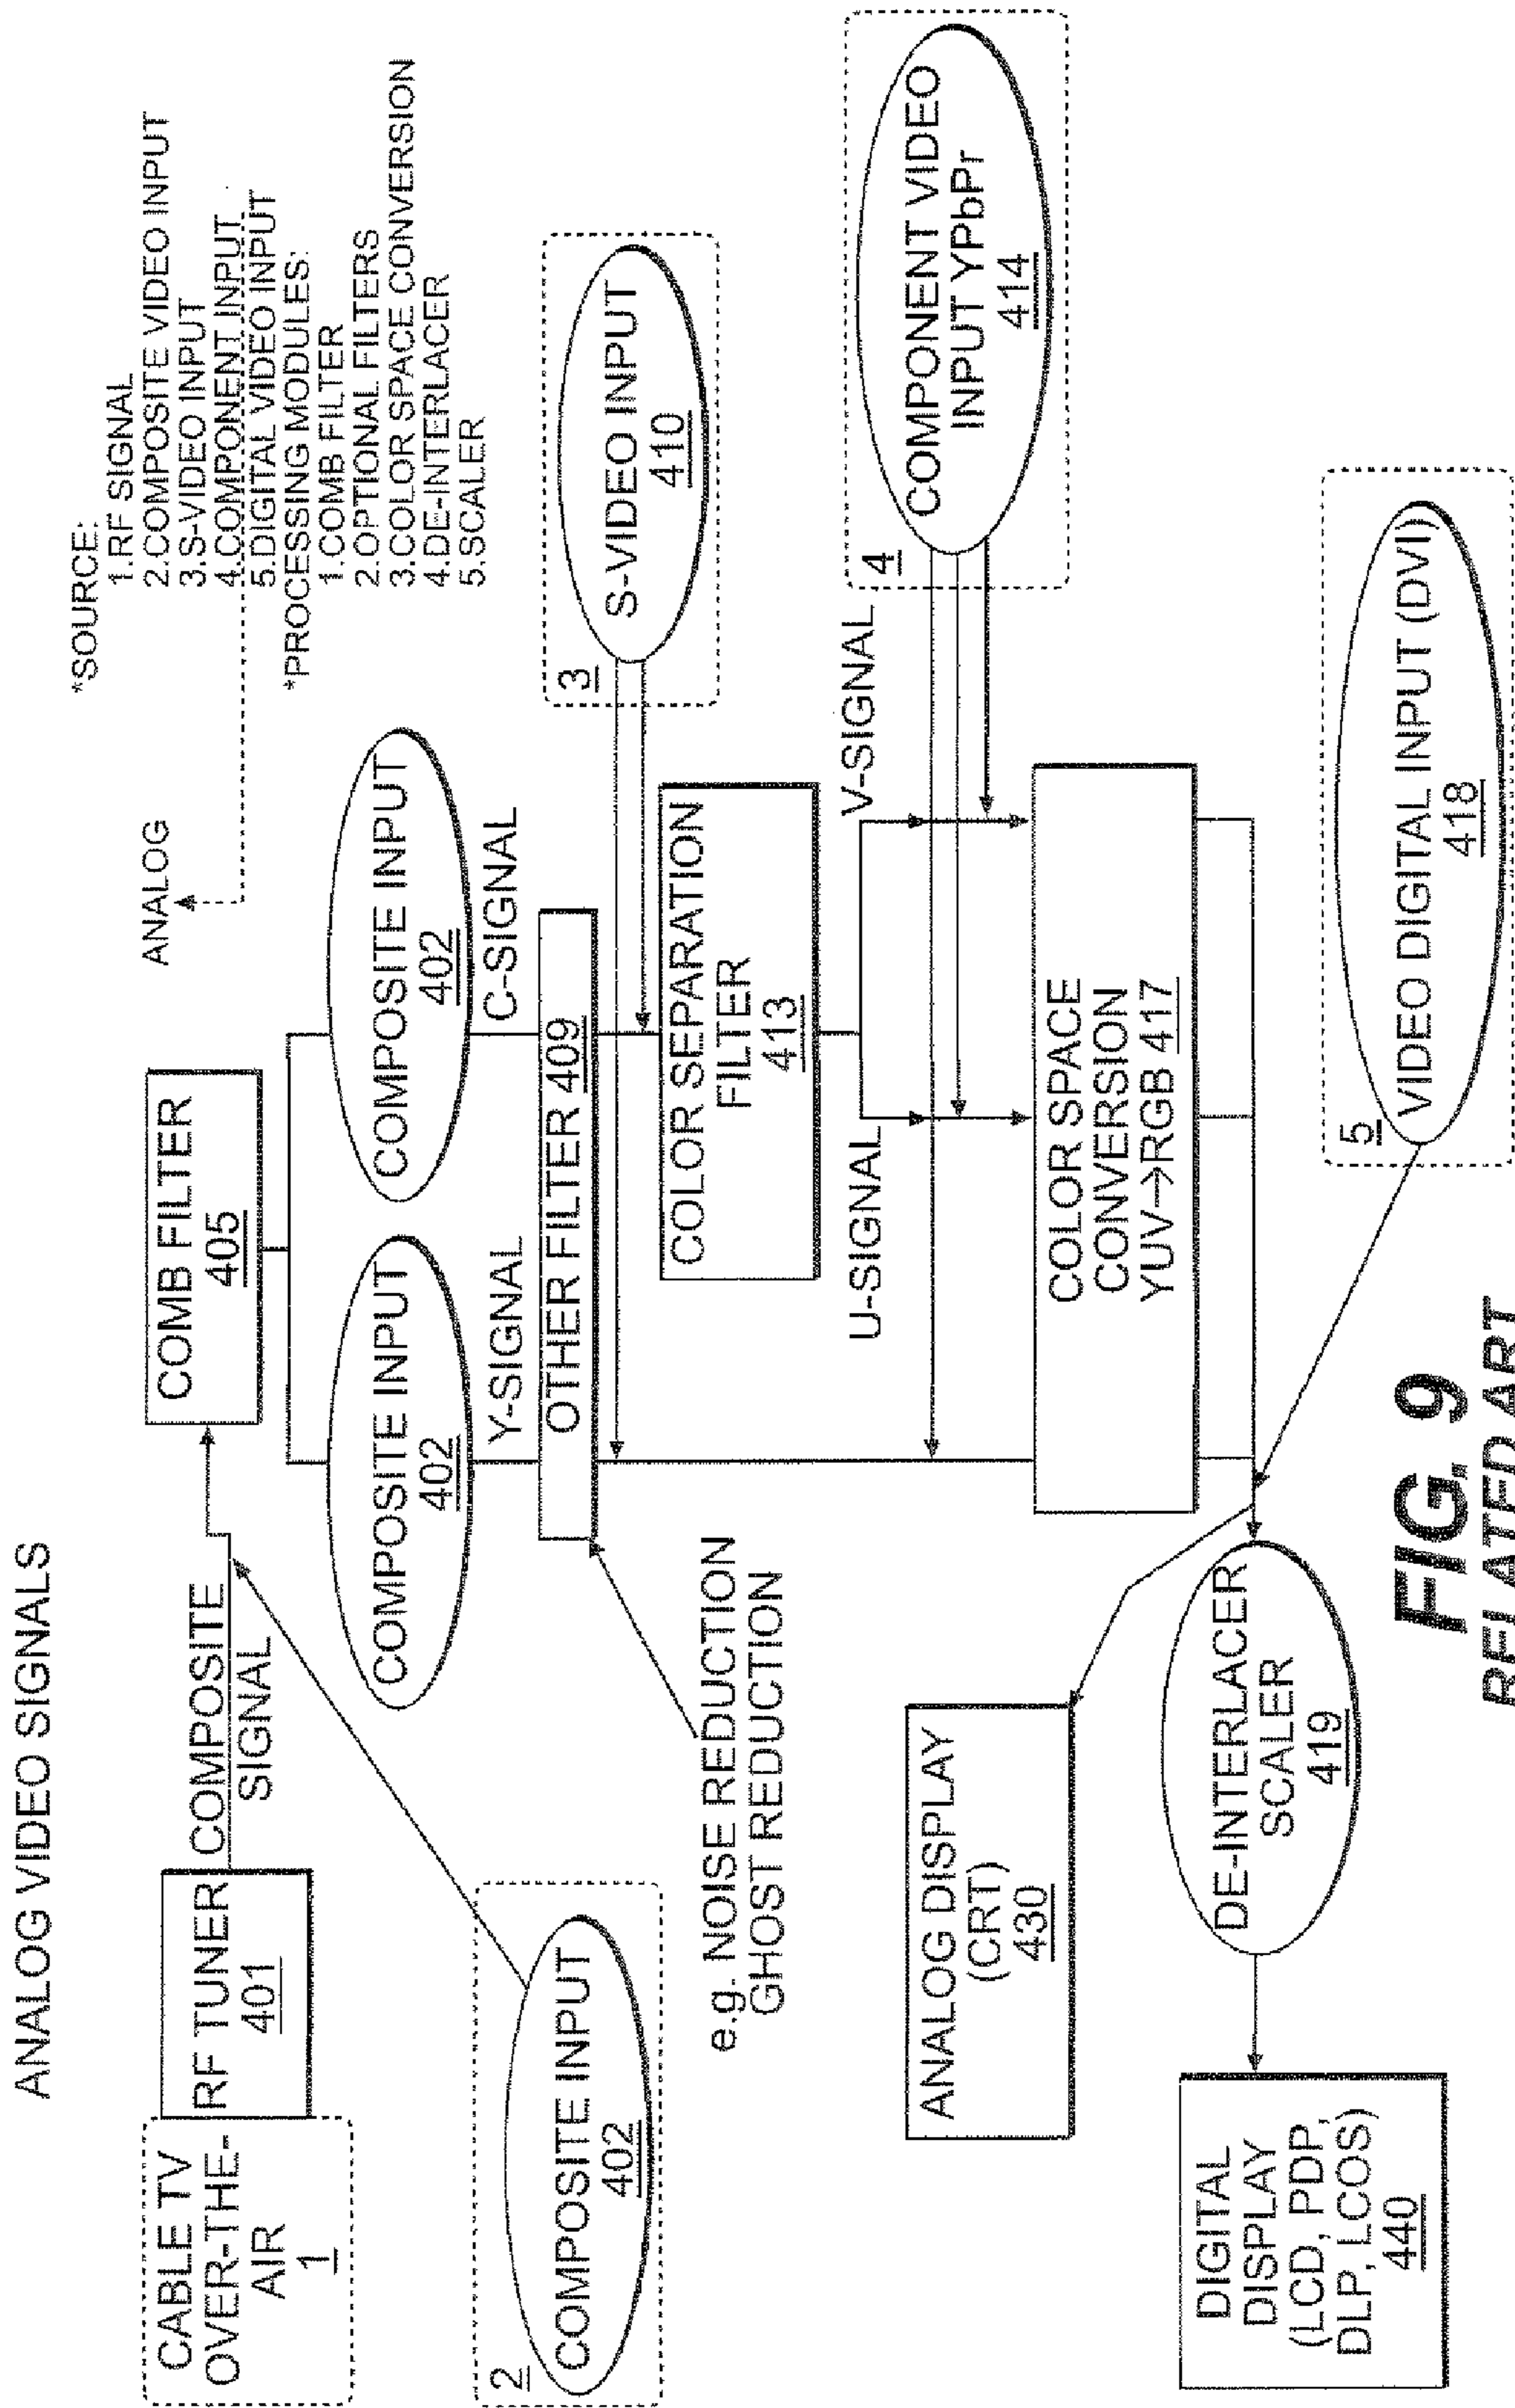 ANALOG VIDEO SIGNALS
CABLE TV
OVER-THE-
AIR
1
RF TUNER
401
COMPOSITE
SIGNAL
COMB FILTER
405
ANALOG
*SOURCE:
1.RF SIGNAL
2.COMPOSITE VIDEO INPUT
3.S-VIDEO INPUT
4.COMPONENT INPUT
5.DIGITAL VIDEO INPUT
*PROCESSING MODULES:
1.COMB FILTER
2.OPTIONAL FILTERS
3.COLOR SPACE CONVERSION
4.DE-INTERLACER
5.SCALER
2
COMPOSITE INPUT
402
COMPOSITE INPUT
402
COMPOSITE INPUT
402
Y-SIGNAL
C-SIGNAL
OTHER FILTER 409
e.g. NOISE REDUCTION
GHOST REDUCTION
3
S-VIDEO INPUT
410
COLOR SEPARATION
FILTER
413
U-SIGNAL
V-SIGNAL
4
COMPONENT VIDEO
INPUT YPbPr
414
COLOR SPACE
CONVERSION
YUV→RGB 417
ANALOG DISPLAY
(CRT)
430
DIGITAL
DISPLAY
(LCD, PDP,
DLP, LCOS)
440
DE-INTERLACER
SCALER
419
5
VIDEO DIGITAL INPUT (DVI)
418
FIG. 9
RELATED ART